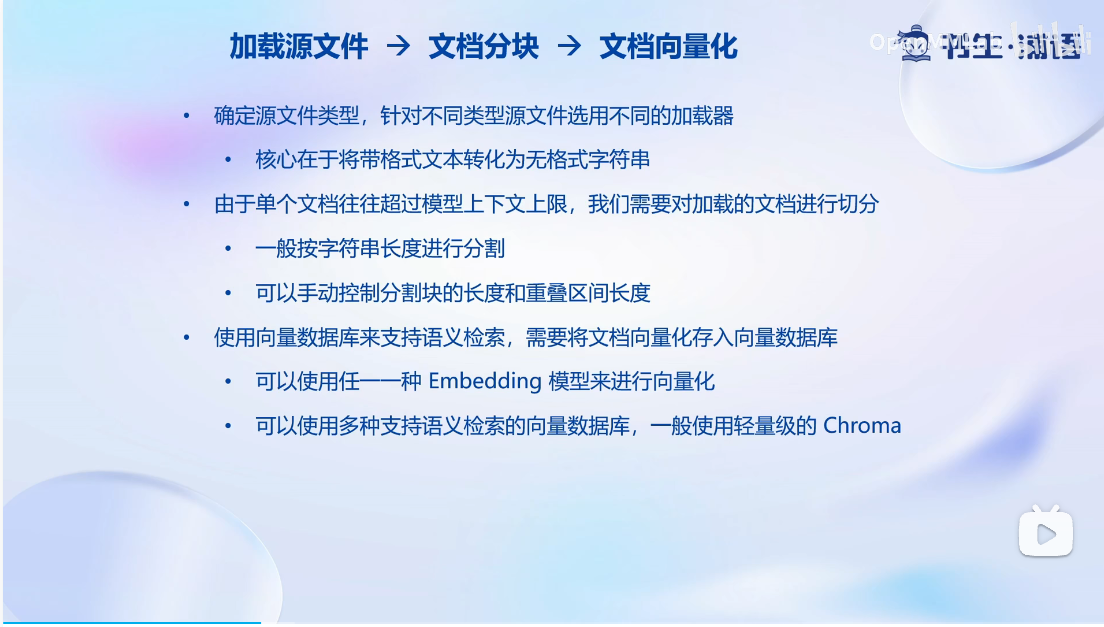 加载源文件 → 文档分块 → 文档向量化
• 确定源文件类型，针对不同类型源文件选用不同的加载器
• 核心在于将带格式文本转化为无格式字符串
• 由于单个文档往往超过模型上下文上限，我们需要对加载的文档进行切分
• 一般按字符串长度进行分割
• 可以手动控制分割块的长度和重叠区间长度
• 使用向量数据库来支持语义检索，需要将文档向量化存入向量数据库
• 可以使用任一一种 Embedding 模型来进行向量化
• 可以使用多种支持语义检索的向量数据库，一般使用轻量级的 Chroma